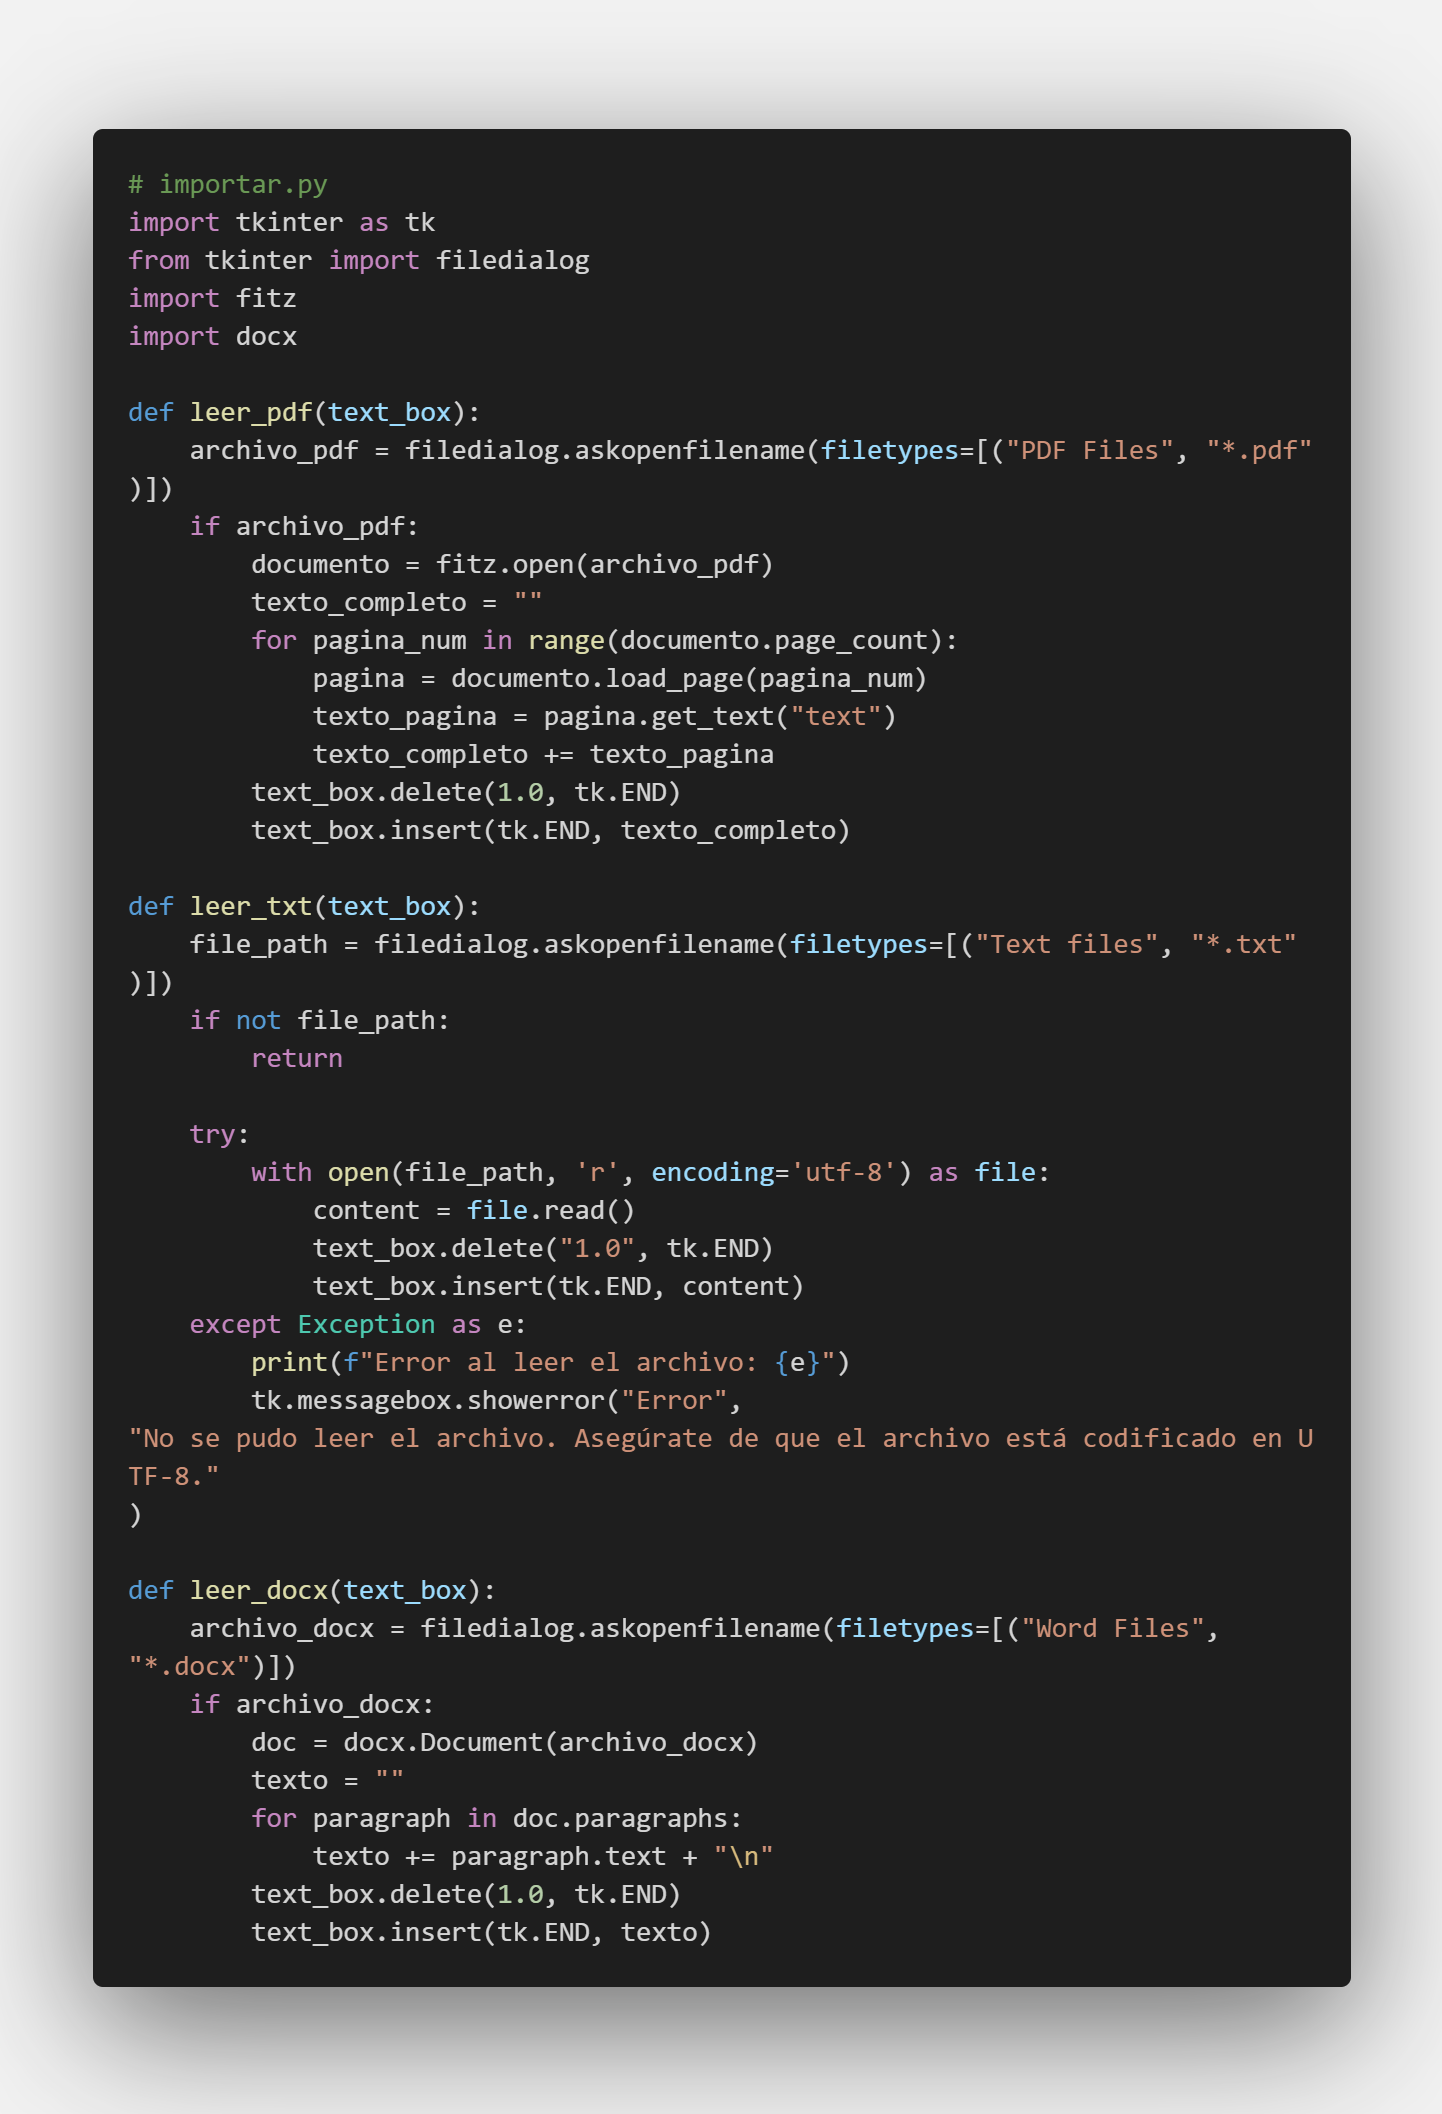 # importar.py
import tkinter as tk
from tkinter import filedialog
import fitz
import docx

def leer_pdf(text_box):
    archivo_pdf = filedialog.askopenfilename(filetypes=[("PDF Files", "*.pdf"
)])
    if archivo_pdf:
        documento = fitz.open(archivo_pdf)
        texto_completo = ""
        for pagina_num in range(documento.page_count):
            pagina = documento.load_page(pagina_num)
            texto_pagina = pagina.get_text("text")
            texto_completo += texto_pagina
        text_box.delete(1.0, tk.END)
        text_box.insert(tk.END, texto_completo)

def leer_txt(text_box):
    file_path = filedialog.askopenfilename(filetypes=[("Text files", "*.txt"
)])
    if not file_path:
        return

    try:
        with open(file_path, 'r', encoding='utf-8') as file:
            content = file.read()
            text_box.delete("1.0", tk.END)
            text_box.insert(tk.END, content)
    except Exception as e:
        print(f"Error al leer el archivo: {e}")
        tk.messagebox.showerror("Error",
"No se pudo leer el archivo. Asegúrate de que el archivo está codificado en U
TF-8."
)

def leer_docx(text_box):
    archivo_docx = filedialog.askopenfilename(filetypes=[("Word Files",
"*.docx")])
    if archivo_docx:
        doc = docx.Document(archivo_docx)
        texto = ""
        for paragraph in doc.paragraphs:
            texto += paragraph.text + "\n"
        text_box.delete(1.0, tk.END)
        text_box.insert(tk.END, texto)